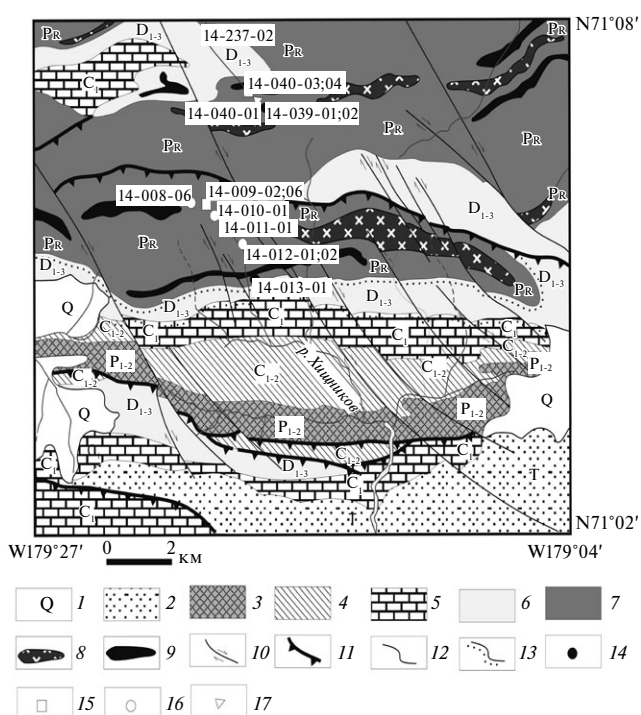 N71°08′
PR
14-237-02
D1-3
PR
PR
C1
14-040-03;04
14-040-01 14-039-01;02
PR
PR
14-008-06 14-009-02;06
14-010-01
PR
D1-3
14-011-01
PR
PR
PR
14-012-01;02
D1-3
PR
PR
D1-3
14-013-01
Q
D1-3
D1-3
C1-2
C1
C1
C1
C1-2
P1-2
C1-2
C1-2
P1-2
р. Хищников
C1-2
Q
Q
D1-3
P1-2
P1-2
C1-2
C1
D1-3
C1
C1
T
C1
T
N71°02′
W179°27′ 0 2 W179°04′
КМ
Q 1 2 3 4 5 6 7
8 9 10 11 12 13 14
15 16 17